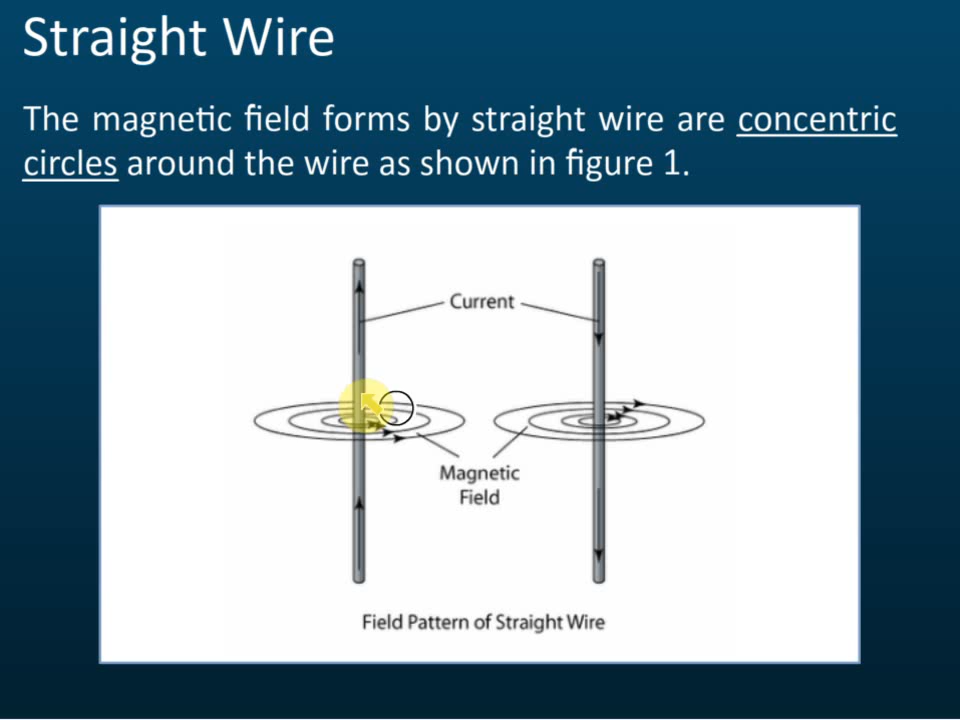 Straight Wire
The magnetic field forms by straight wire are concentric
circles around the wire as shown in figure 1.
Current
Magnetic
Field
Field Pattern of Straight Wire